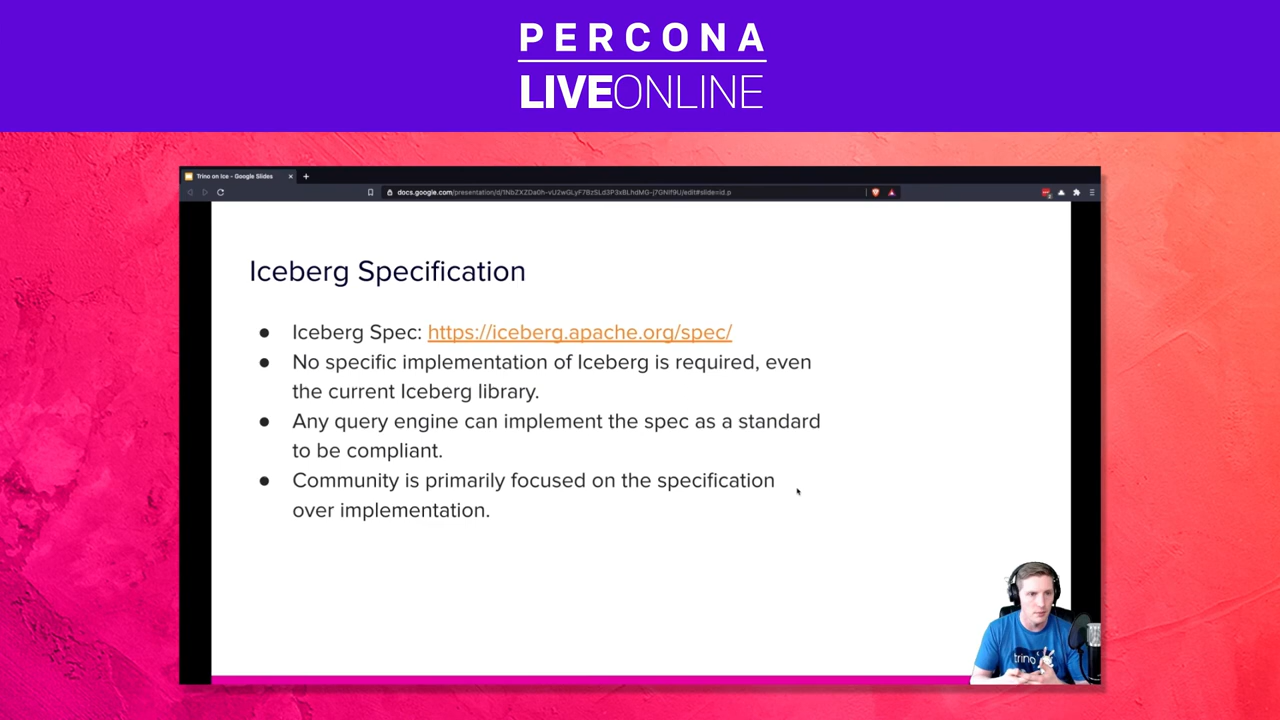 PERCONA
LIVEONLINE
Trino on Ice - Google Slides
Iceberg Specification
● Iceberg Spec: https://iceberg.apache.org/spec/
● No specific implementation of Iceberg is required, even
the current Iceberg library.
● Any query engine can implement the spec as a standard
to be compliant.
● Community is primarily focused on the specification
over implementation.
trino